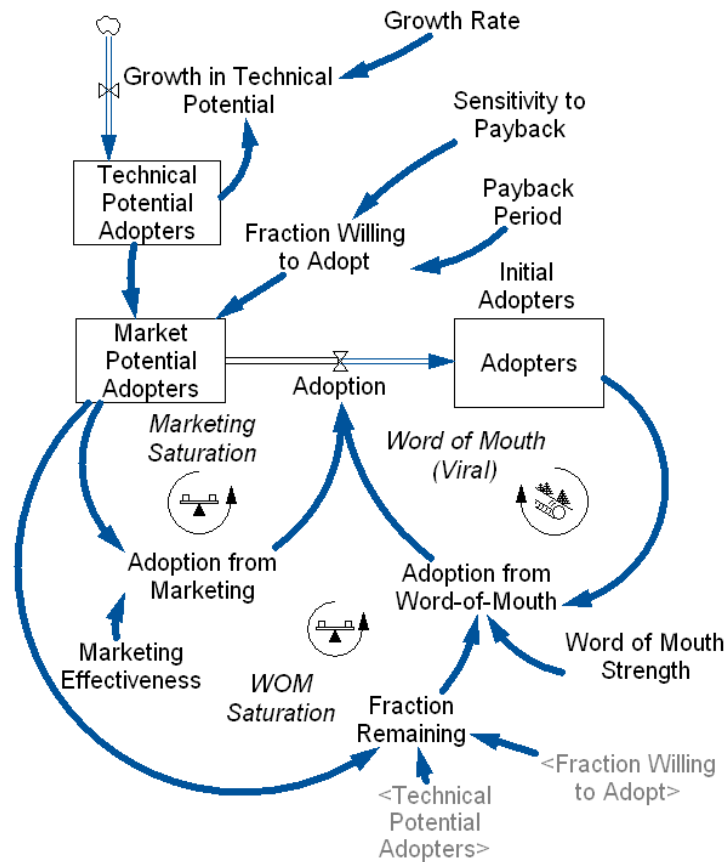 Growth Rate
Growth in Technical
Potential
Sensitivity to
Payback
Technical
Potential
Adopters
Payback
Period
Fraction Willing
to Adopt
Initial
Adopters
Market
Potential
Adopters
Adopters
Adoption
Marketing
Saturation
Word of Mouth
(Viral)
Adoption from
Marketing
Adoption from
Word-of-Mouth
Marketing
Effectiveness
WOM
Saturation
Word of Mouth
Strength
Fraction
Remaining
<Fraction Willing
to Adopt>
<Technical
Potential
Adopters>